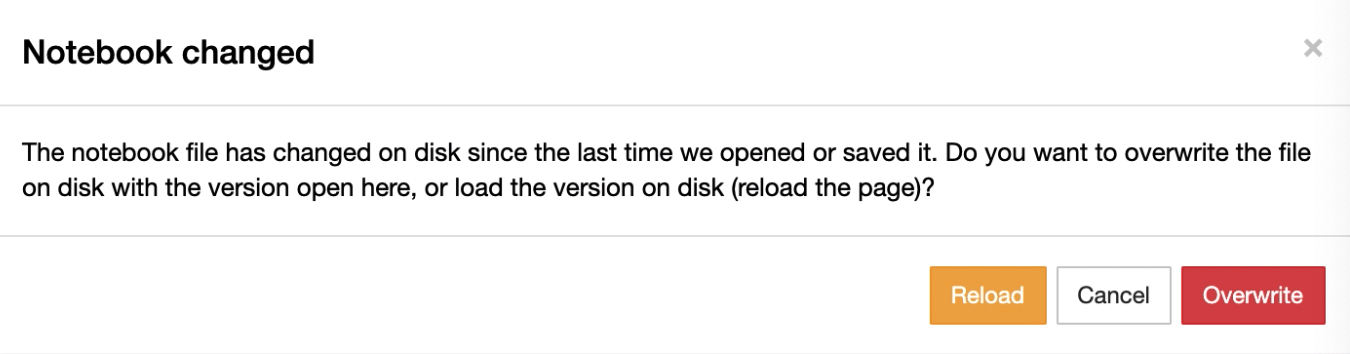 Notebook changed
×
The notebook file has changed on disk since the last time we opened or saved it. Do you want to overwrite the file
on disk with the version open here, or load the version on disk (reload the page)?
Reload
Cancel
Overwrite